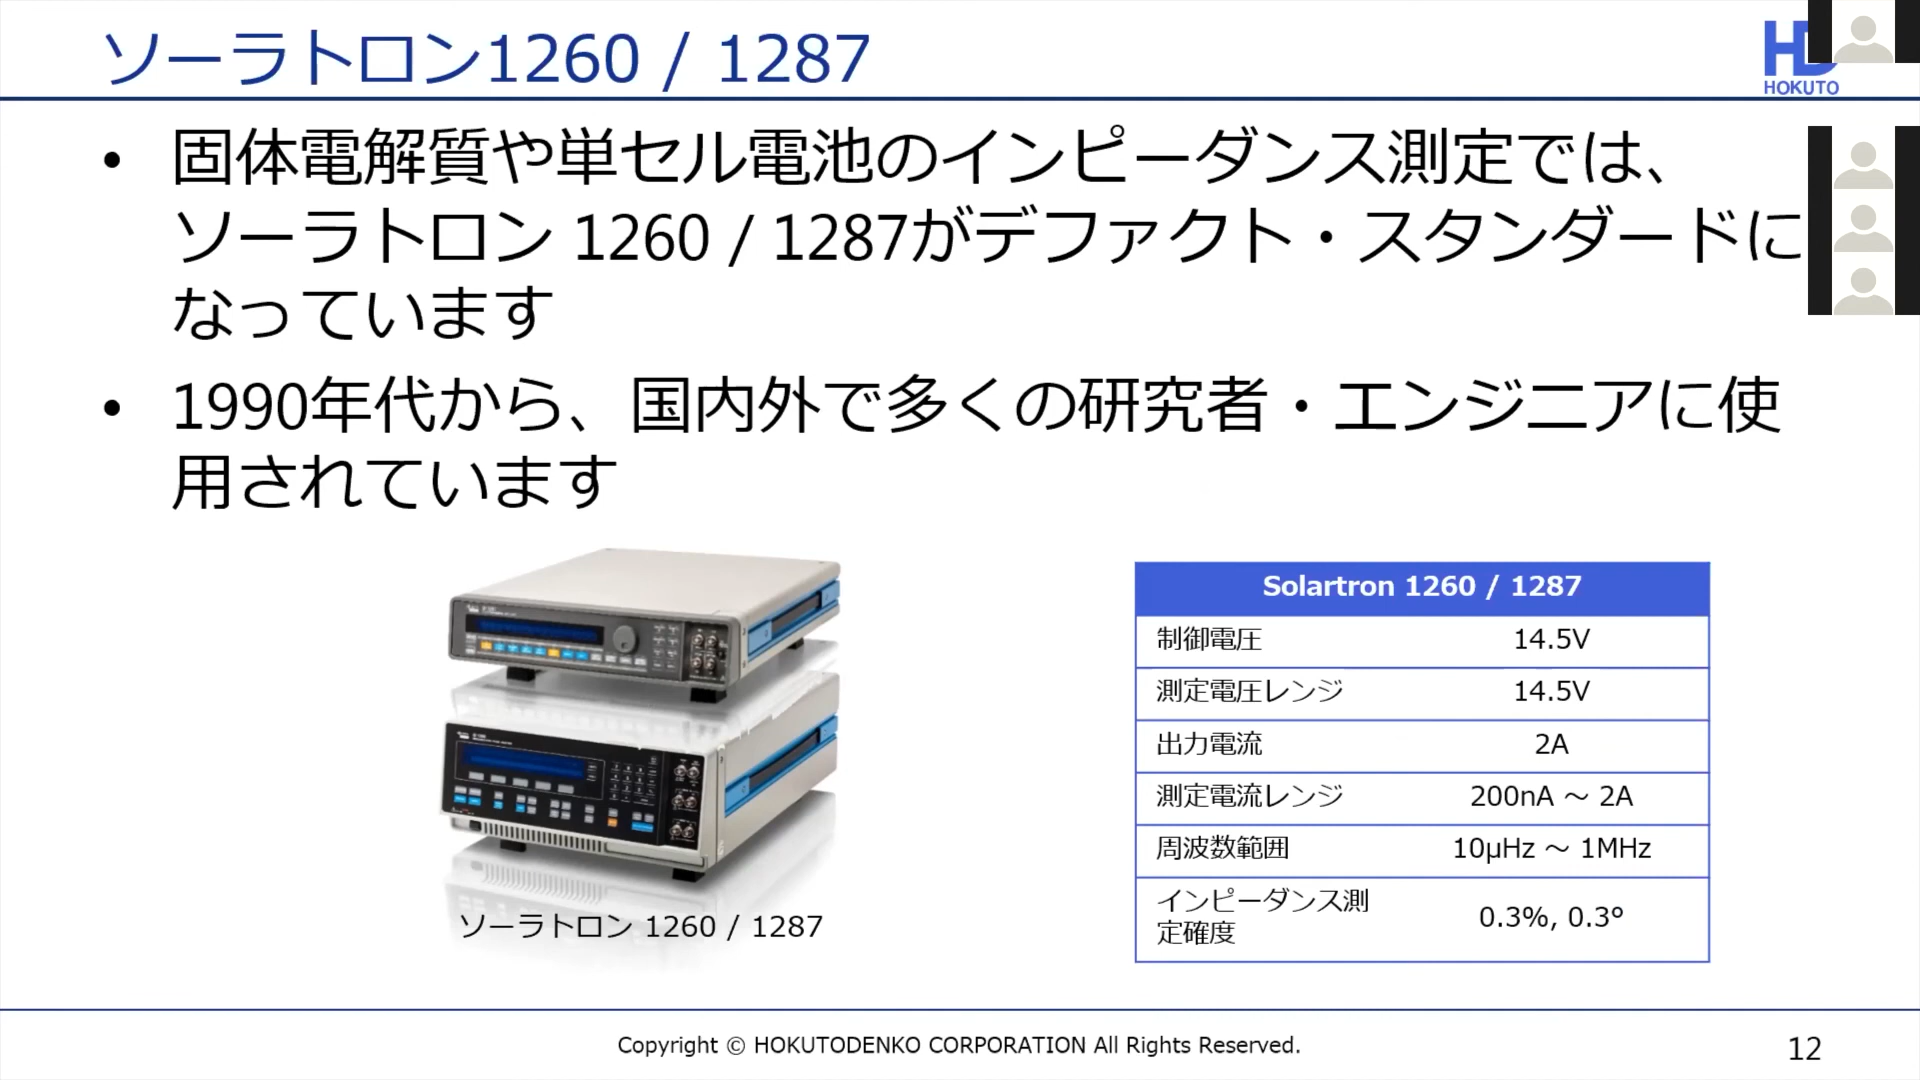 ソーラトロン1260 / 1287
HOKUTO
• 固体電解質や単セル電池のインピーダンス測定では、
ソーラトロン 1260 / 1287がデファクト・スタンダードに
なっています
• 1990年代から、国内外で多くの研究者・エンジニアに使
用されています
ソーラトロン 1260 / 1287
Solartron 1260 / 1287
制御電圧 14.5V
測定電圧レンジ 14.5V
出力電流 2A
測定電流レンジ 200nA ～ 2A
周波数範囲 10μHz ～ 1MHz
インピーダンス測
定確度 0.3%, 0.3°
Copyright © HOKUTODENKO CORPORATION All Rights Reserved.
12